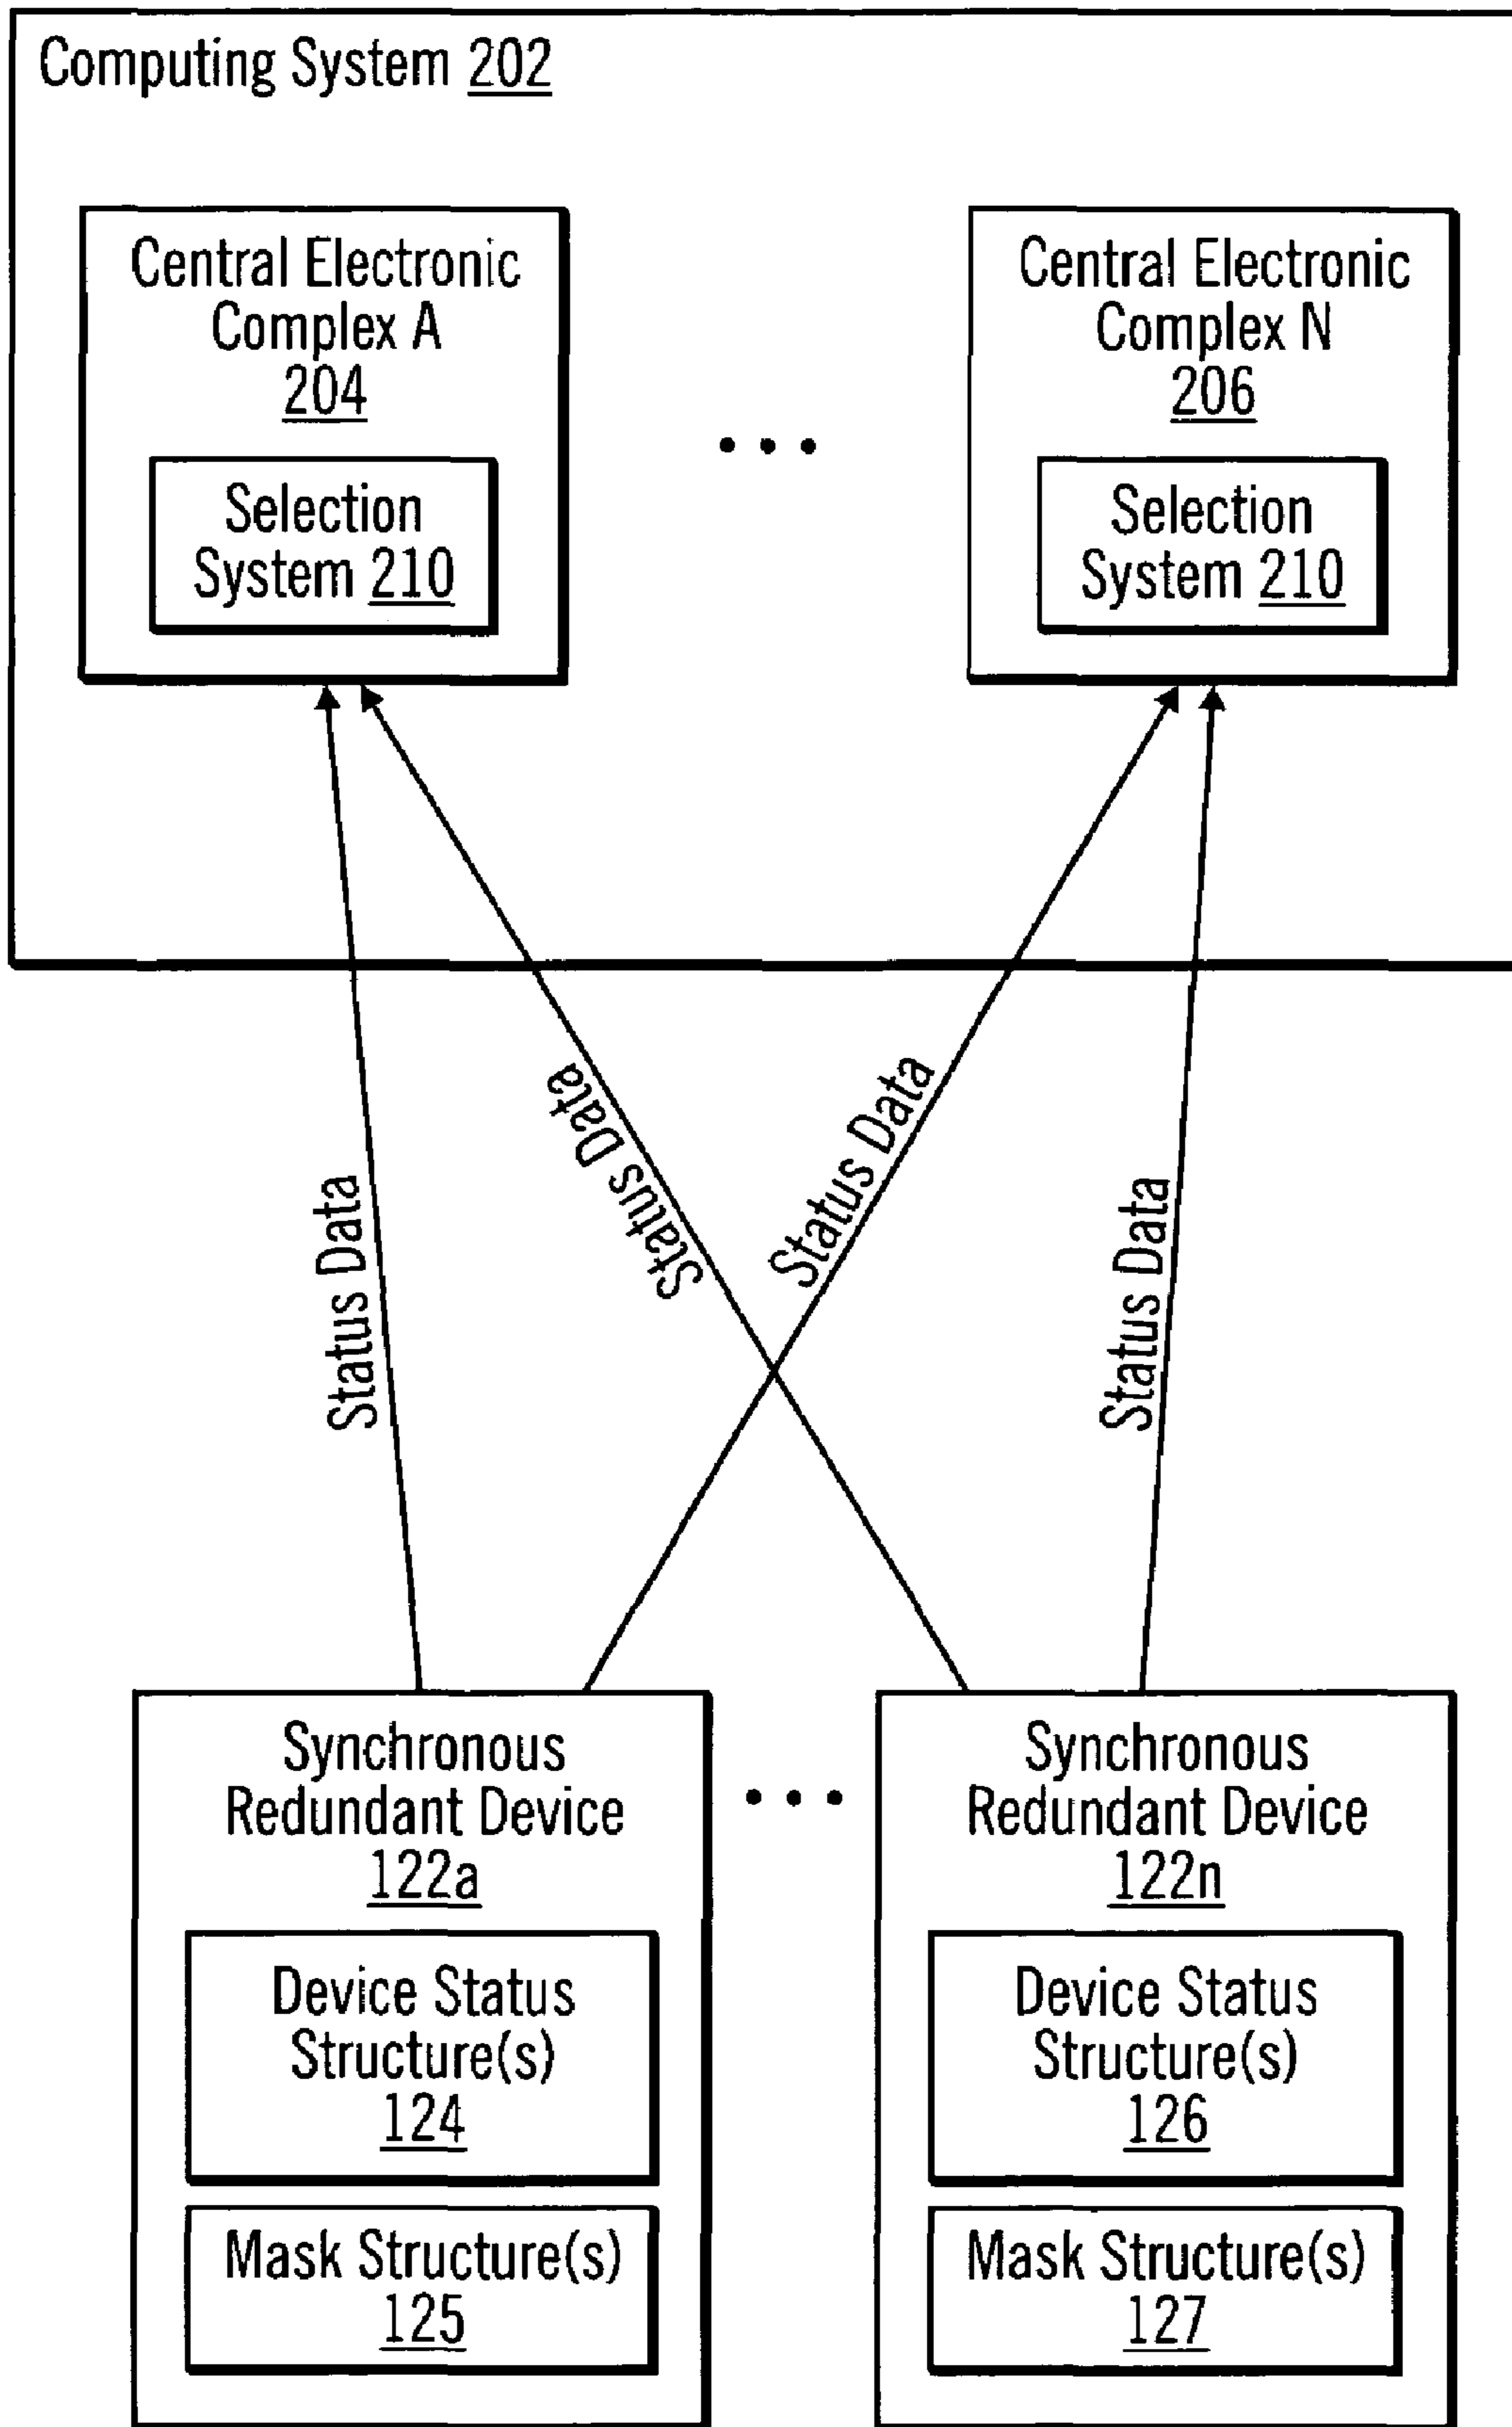 Computing System 202
Central Electronic
Complex A
204
Selection
System 210
Central Electronic
Complex N
206
Selection
System 210
Status Data
Status Data
Status Data
Status Data
Synchronous
Redundant Device
122a
Device Status
Structure(s)
124
Mask Structure(s)
125
Synchronous
Redundant Device
122n
Device Status
Structure(s)
126
Mask Structure(s)
127